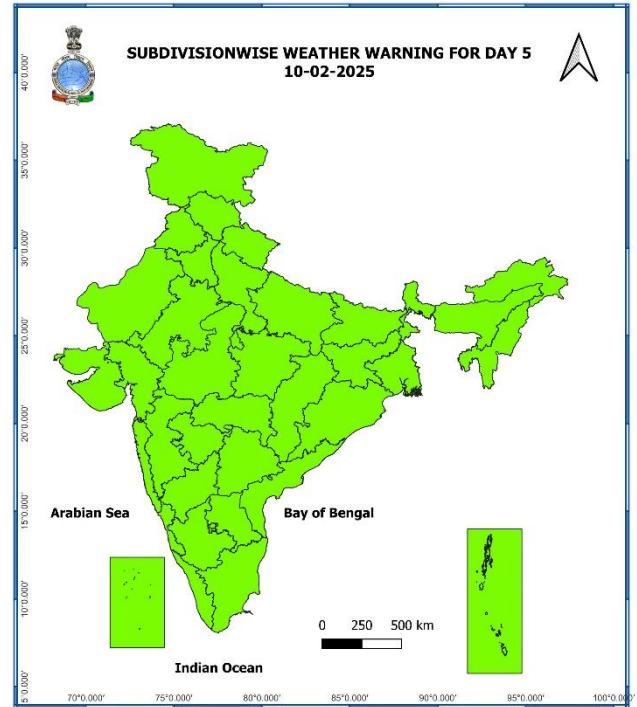 SUBDIVISIONWISE WEATHER WARNING FOR DAY 5
10-02-2025
40°0.000'
35°0.000'
30°0.000'
25°0.000'
20°0.000'
15°0.000'
10°0.000'
5°0.000'
Arabian Sea
Bay of Bengal
0 250 500 km
Indian Ocean
70°0.000' 75°0.000' 80°0.000' 85°0.000' 90°0.000' 95°0.000' 100°0.000'